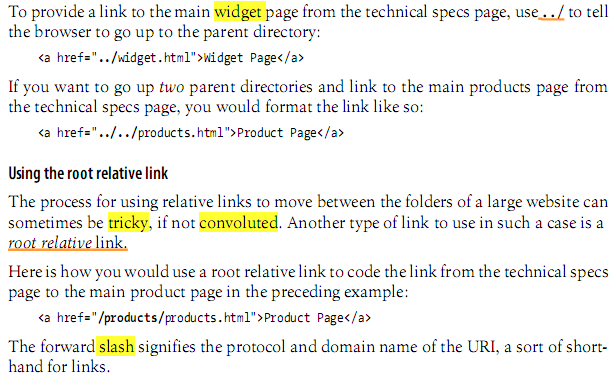 To provide a link to the main widget page from the technical specs page, use ../ to tell
the browser to go up to the parent directory:
<a href="../widget.html">Widget Page</a>
If you want to go up two parent directories and link to the main products page from
the technical specs page, you would format the link like so:
<a href="../../products.html">Product Page</a>
Using the root relative link
The process for using relative links to move between the folders of a large website can
sometimes be tricky, if not convoluted. Another type of link to use in such a case is a
root relative link.
Here is how you would use a root relative link to code the link from the technical specs
page to the main product page in the preceding example:
<a href="/products/products.html">Product Page</a>
The forward slash signifies the protocol and domain name of the URI, a sort of short-
hand for links.